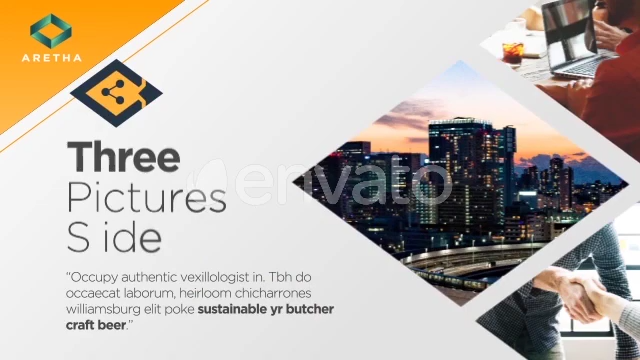 ARETHA
Three
Pictures
S ide
envato
"Occupy authentic vexillologist in. Tbh do
occaecat laborum, heirloom chicharrones
williamsburg elit poke sustainable yr butcher
craft beer."